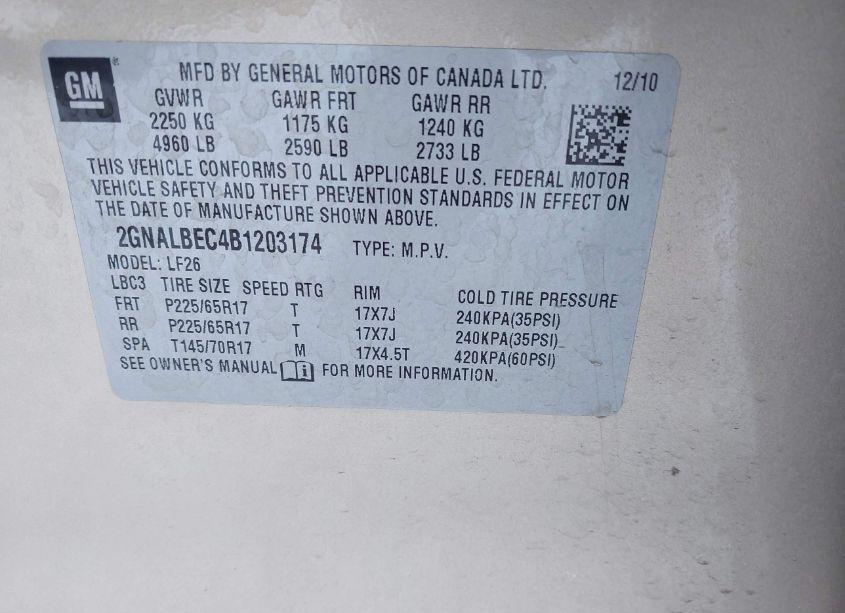 GM
MFD BY GENERAL MOTORS OF CANADA LTD. 12/10
GVWR GAWR FRT GAWR RR
2250 KG 1175 KG 1240 KG
4960 LB 2590 LB 2733 LB
THIS VEHICLE CONFORMS TO ALL APPLICABLE U.S. FEDERAL MOTOR
VEHICLE SAFETY AND THEFT PREVENTION STANDARDS IN EFFECT ON
THE DATE OF MANUFACTURE SHOWN ABOVE.
2GNALBEC4B1203174 TYPE: M.P.V.
MODEL: LF26
LBC3 TIRE SIZE SPEED RTG RIM COLD TIRE PRESSURE
FRT P225/65R17 T 17X7J 240KPA(35PSI)
RR P225/65R17 T 17X7J 240KPA(35PSI)
SPA T145/70R17 M 17X4.5T 420KPA(60PSI)
SEE OWNER'S MANUAL FOR MORE INFORMATION.